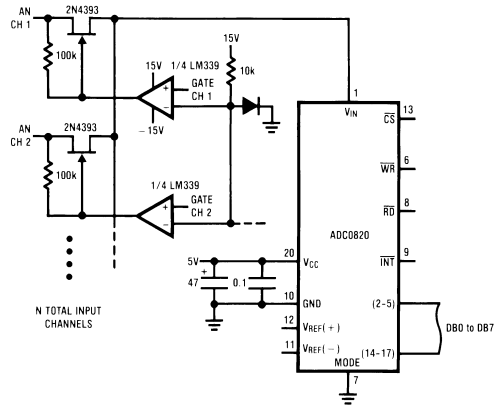 AN
CH 1
2N4393
100k
15V
1/4 LM339
+
GATE
CH 1
−
−15V
15V
10k
AN
CH 2
2N4393
100k
1/4 LM339
+
GATE
CH 2
−
N TOTAL INPUT
CHANNELS
5V
+
47
0.1
1
VIN
13
CS
6
WR
8
RD
ADC0820
9
INT
20
VCC
10
GND
(2-5)
DB0 to DB7
12
VREF(+)
11
VREF(−)
(14-17)
MODE
7